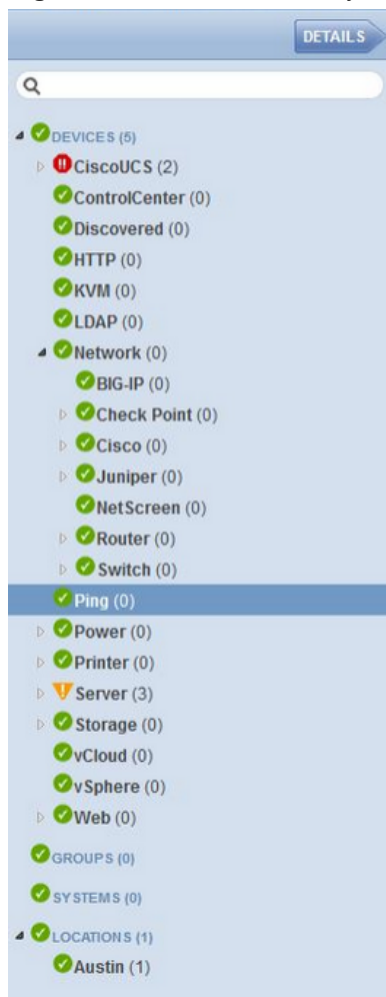 DETAILS
DEVICES (5)
CiscoUCS (2)
ControlCenter (0)
Discovered (0)
HTTP (0)
KVM (0)
LDAP (0)
Network (0)
BIG-IP (0)
Check Point (0)
Cisco (0)
Juniper (0)
NetScreen (0)
Router (0)
Switch (0)
Ping (0)
Power (0)
Printer (0)
Server (3)
Storage (0)
vCloud (0)
vSphere (0)
Web (0)
GROUPS (0)
SYSTEMS (0)
LOCATIONS (1)
Austin (1)